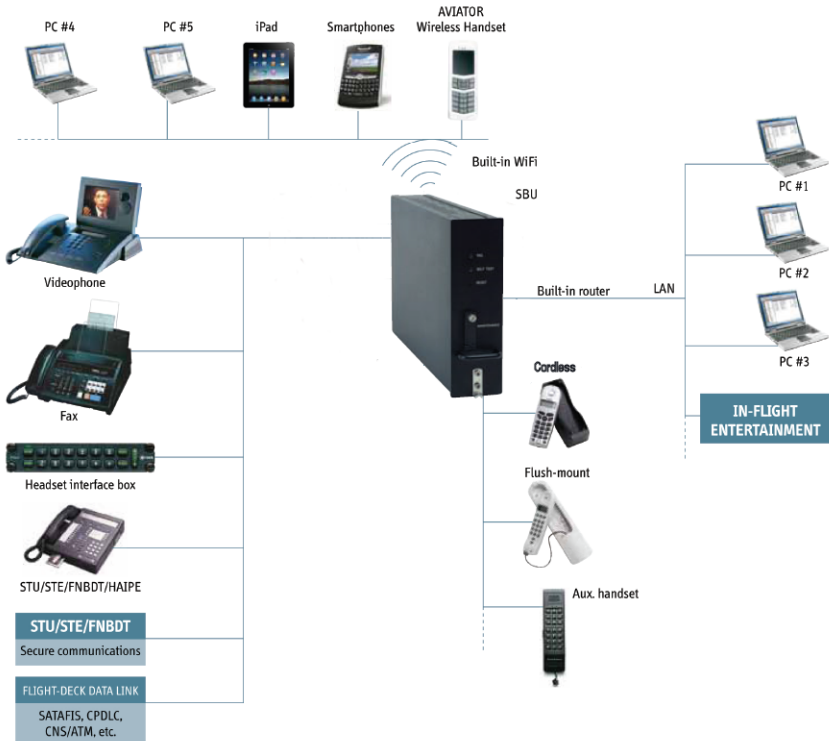 PC #4
PC #5
iPad
Smartphones
AVIATOR
Wireless Handset
Built-in WiFi
SBU
PC #1
PC #2
PC #3
Built-in router
LAN
IN-FLIGHT
ENTERTAINMENT
Videophone
Fax
Headset interface box
STU/STE/FNBDT/HAIPE
STU/STE/FNBDT
Secure communications
FLIGHT-DECK DATA LINK
SATAFIS, CPDLC,
CNS/ATM, etc.
Cordless
Flush-mount
Aux. handset